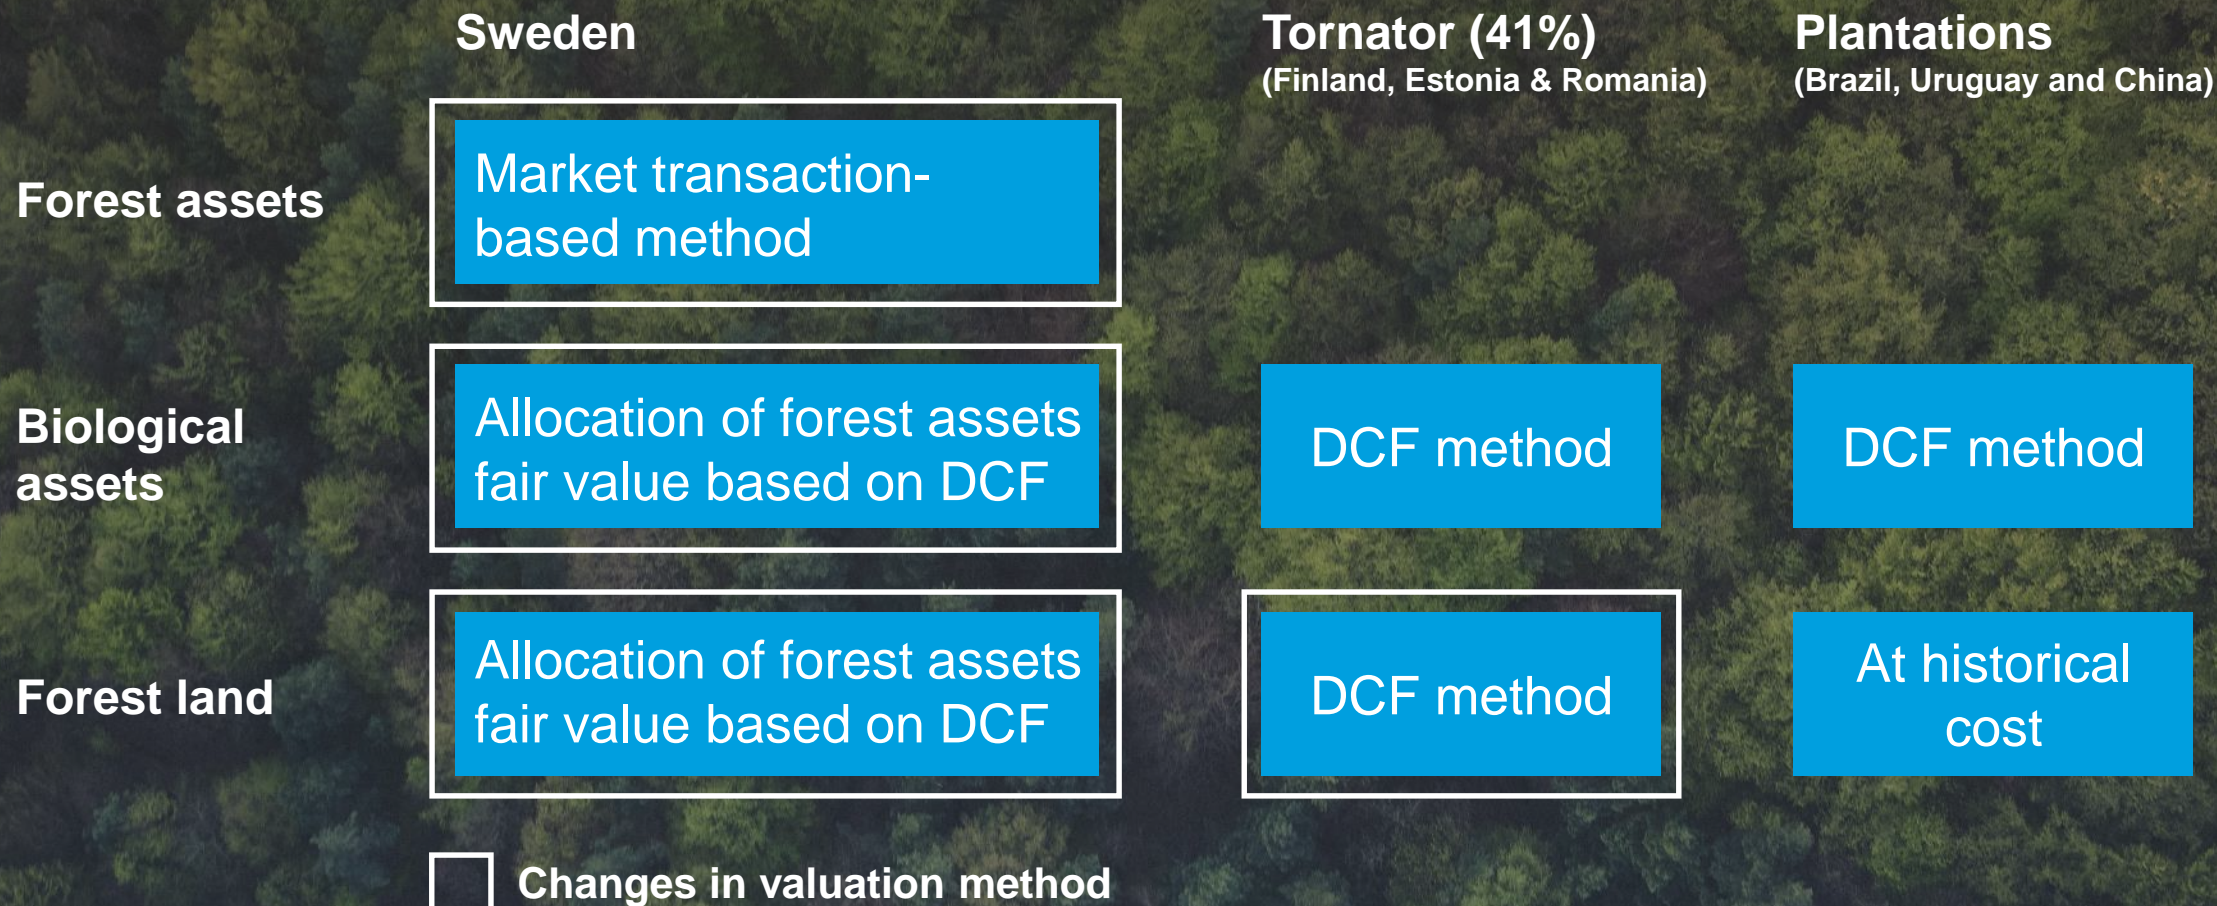 Sweden
Tornator (41%)
(Finland, Estonia & Romania)
Plantations
(Brazil, Uruguay and China)
Forest assets
Market transaction-
based method
Biological
assets
Allocation of forest assets
fair value based on DCF
DCF method
DCF method
Forest land
Allocation of forest assets
fair value based on DCF
DCF method
At historical
cost
Changes in valuation method